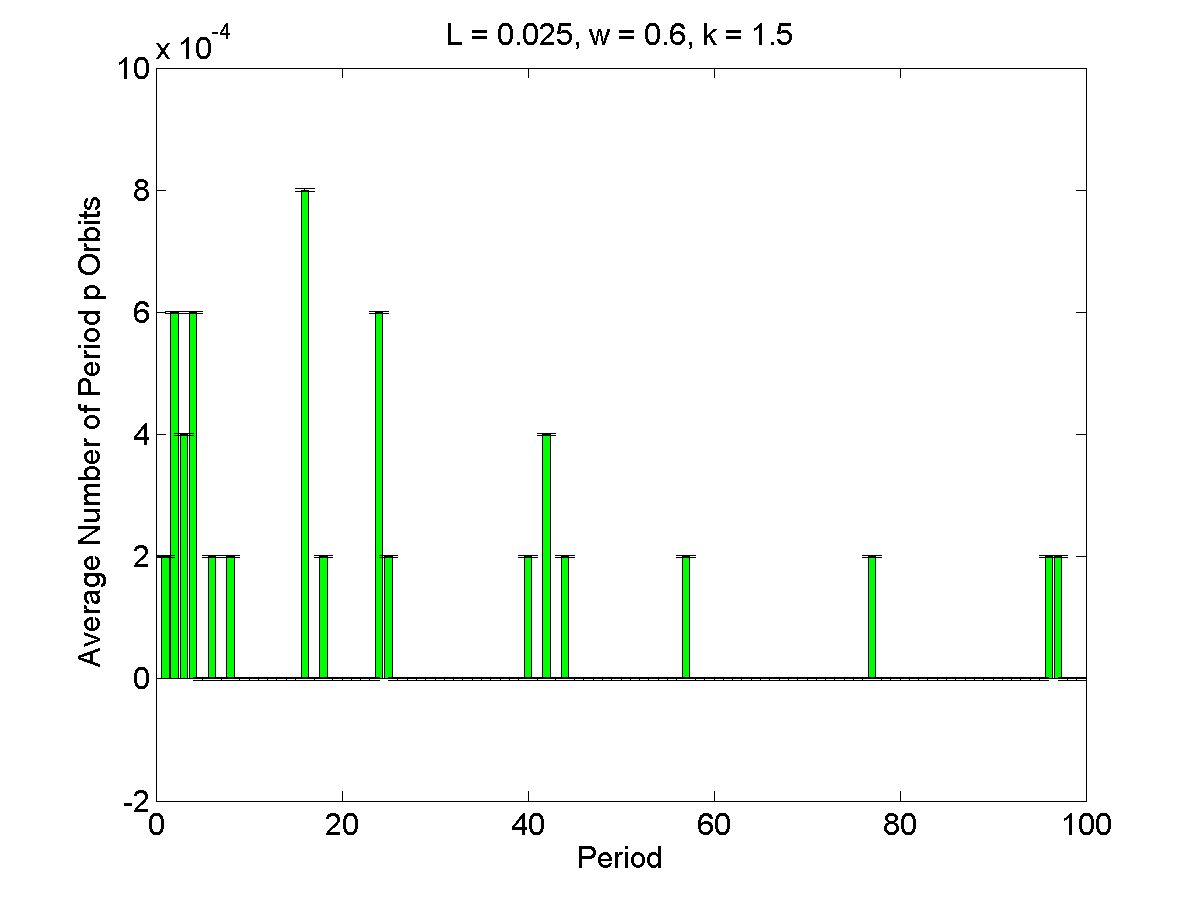 L = 0.025, w = 0.6, k = 1.5
x 10^-4
10
8
6
4
2
0
-2
Average Number of Period p Orbits
0 20 40 60 80 100
Period